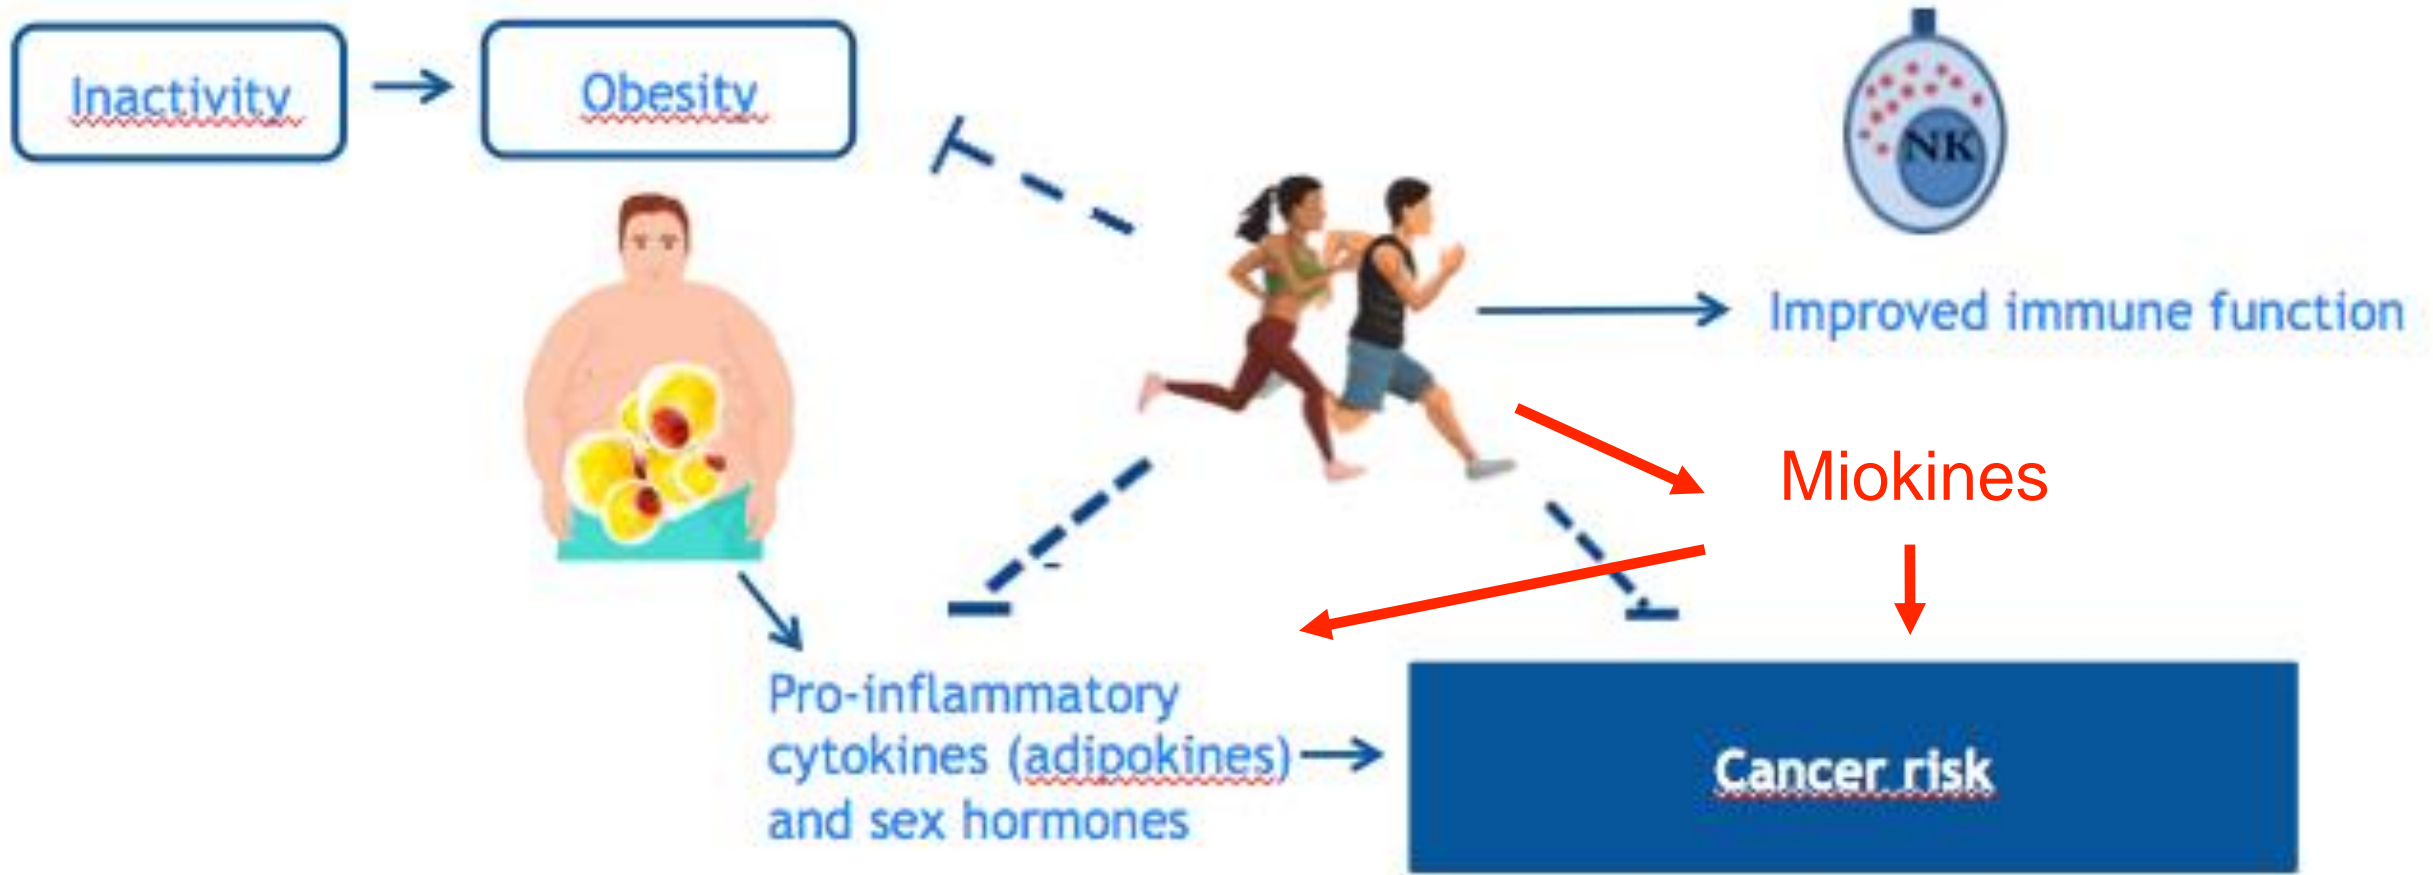 Inactivity
Obesity
NK
Improved immune function
Miokines
Pro-inflammatory
cytokines (adipokines)
and sex hormones
Cancer risk